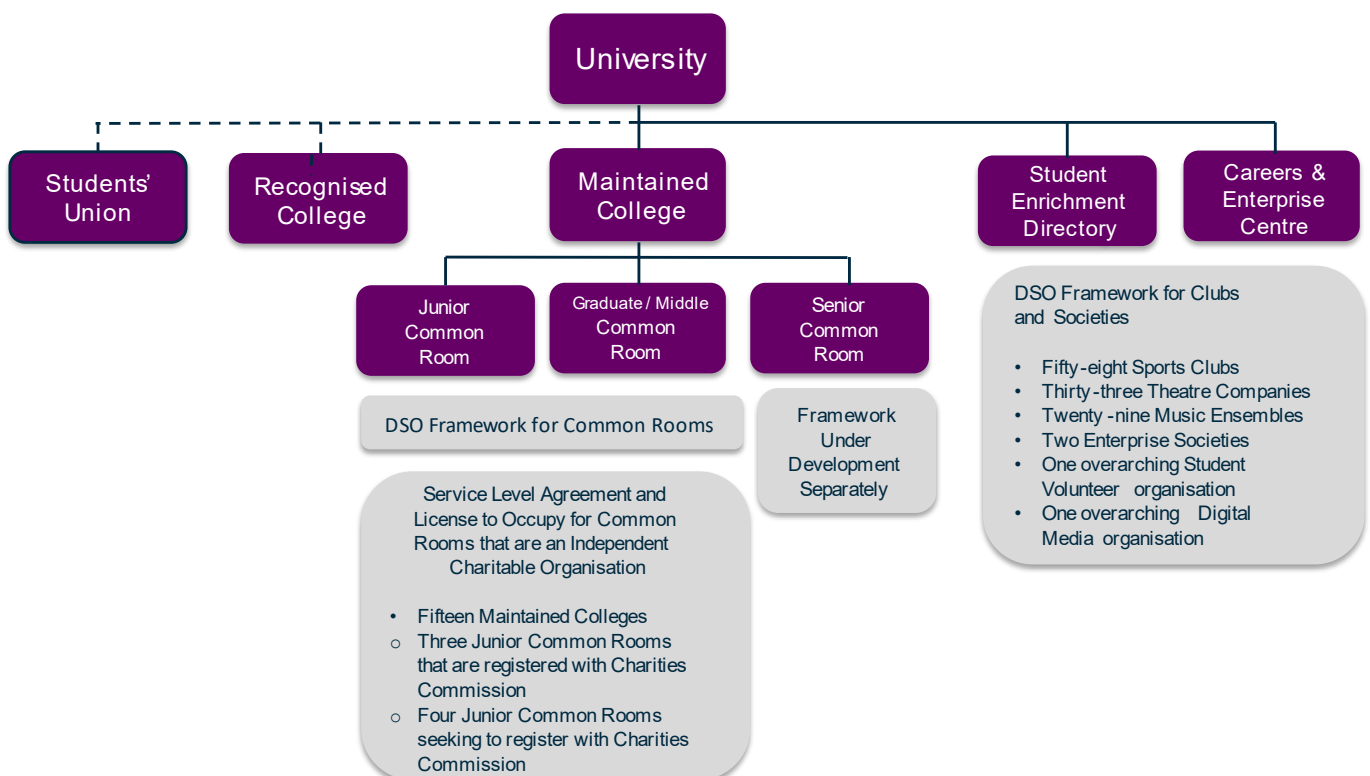 University
Students'
Union
Recognised
College
Maintained
College
Student
Enrichment
Directory
Careers &
Enterprise
Centre
Junior
Common
Room
Graduate / Middle
Common
Room
Senior
Common
Room
DSO Framework for Common Rooms
Framework
Under
Development
Separately
Service Level Agreement and
License to Occupy for Common
Rooms that are an Independent
Charitable Organisation
• Fifteen Maintained Colleges
o Three Junior Common Rooms
that are registered with Charities
Commission
o Four Junior Common Rooms
seeking to register with Charities
Commission
DSO Framework for Clubs
and Societies
• Fifty-eight Sports Clubs
• Thirty-three Theatre Companies
• Twenty-nine Music Ensembles
• Two Enterprise Societies
• One overarching Student
Volunteer organisation
• One overarching Digital
Media organisation